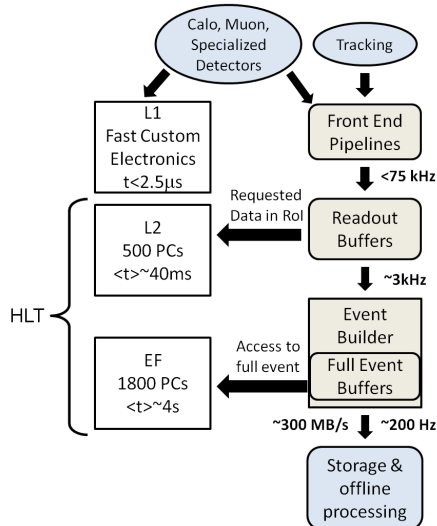 Calo, Muon,
Specialized
Detectors
Tracking
L1
Fast Custom
Electronics
t<2.5μs
Front End
Pipelines
<75 kHz
Requested
Data in RoI
L2
500 PCs
<t>~40ms
Readout
Buffers
~3kHz
HLT
Event
Builder
Full Event
Buffers
Access to
full event
EF
1800 PCs
<t>~4s
~300 MB/s
~200 Hz
Storage &
offline
processing